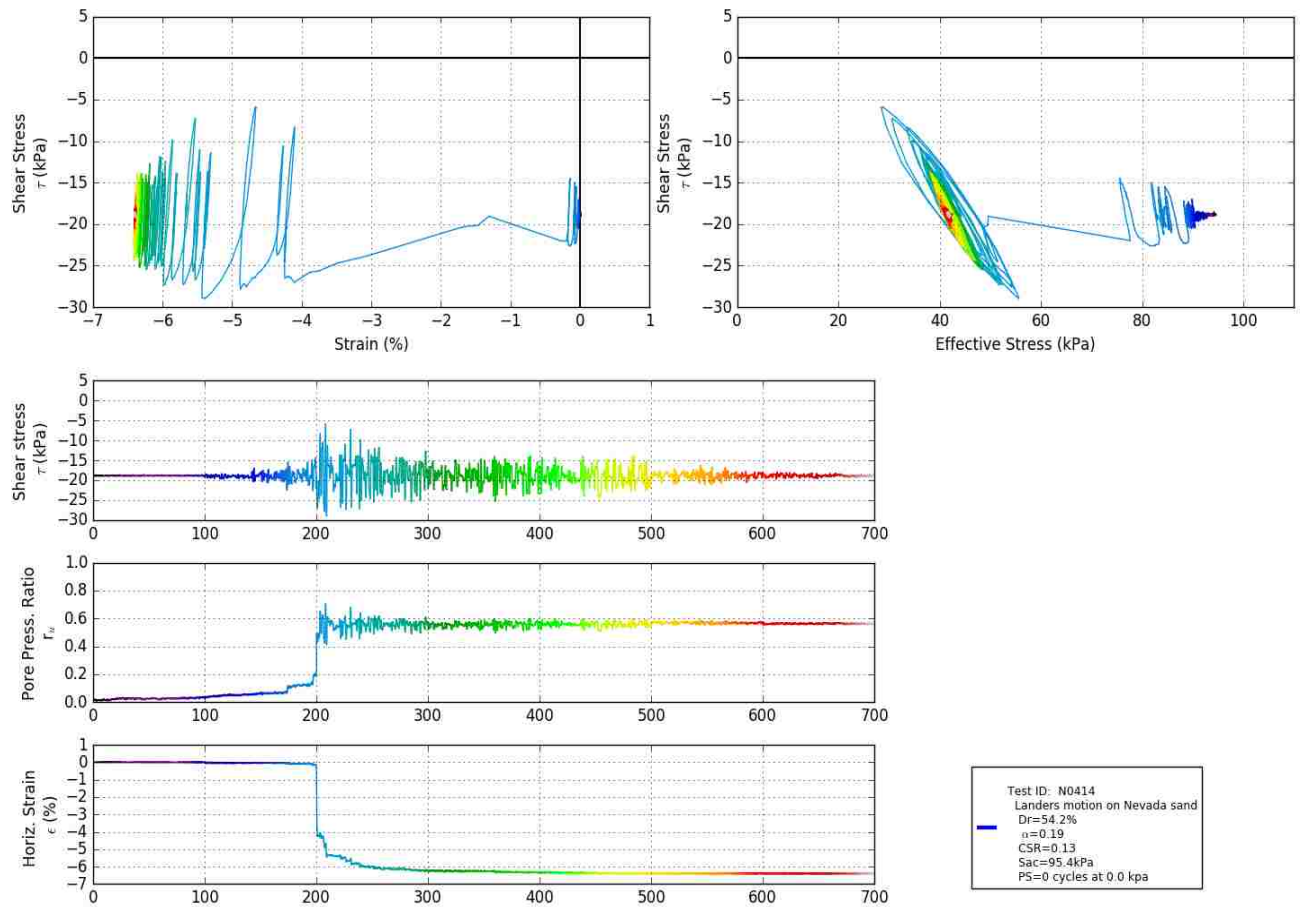 Shear Stress
τ (kPa)
5
0
−5
−10
−15
−20
−25
−30
−7 −6 −5 −4 −3 −2 −1 0 1
Strain (%)
Shear Stress
τ (kPa)
5
0
−5
−10
−15
−20
−25
−30
0 20 40 60 80 100
Effective Stress (kPa)
Shear stress
τ (kPa)
5
0
−5
−10
−15
−20
−25
−30
0 100 200 300 400 500 600 700
Pore Press. Ratio
r_u
1.0
0.8
0.6
0.4
0.2
0.0
0 100 200 300 400 500 600 700
Horiz. Strain
ϵ (%)
1
0
−1
−2
−3
−4
−5
−6
−7
0 100 200 300 400 500 600 700
Test ID: N0414
Landers motion on Nevada sand
Dr=54.2%
α=0.19
CSR=0.13
Sac=95.4kPa
PS=0 cycles at 0.0 kpa